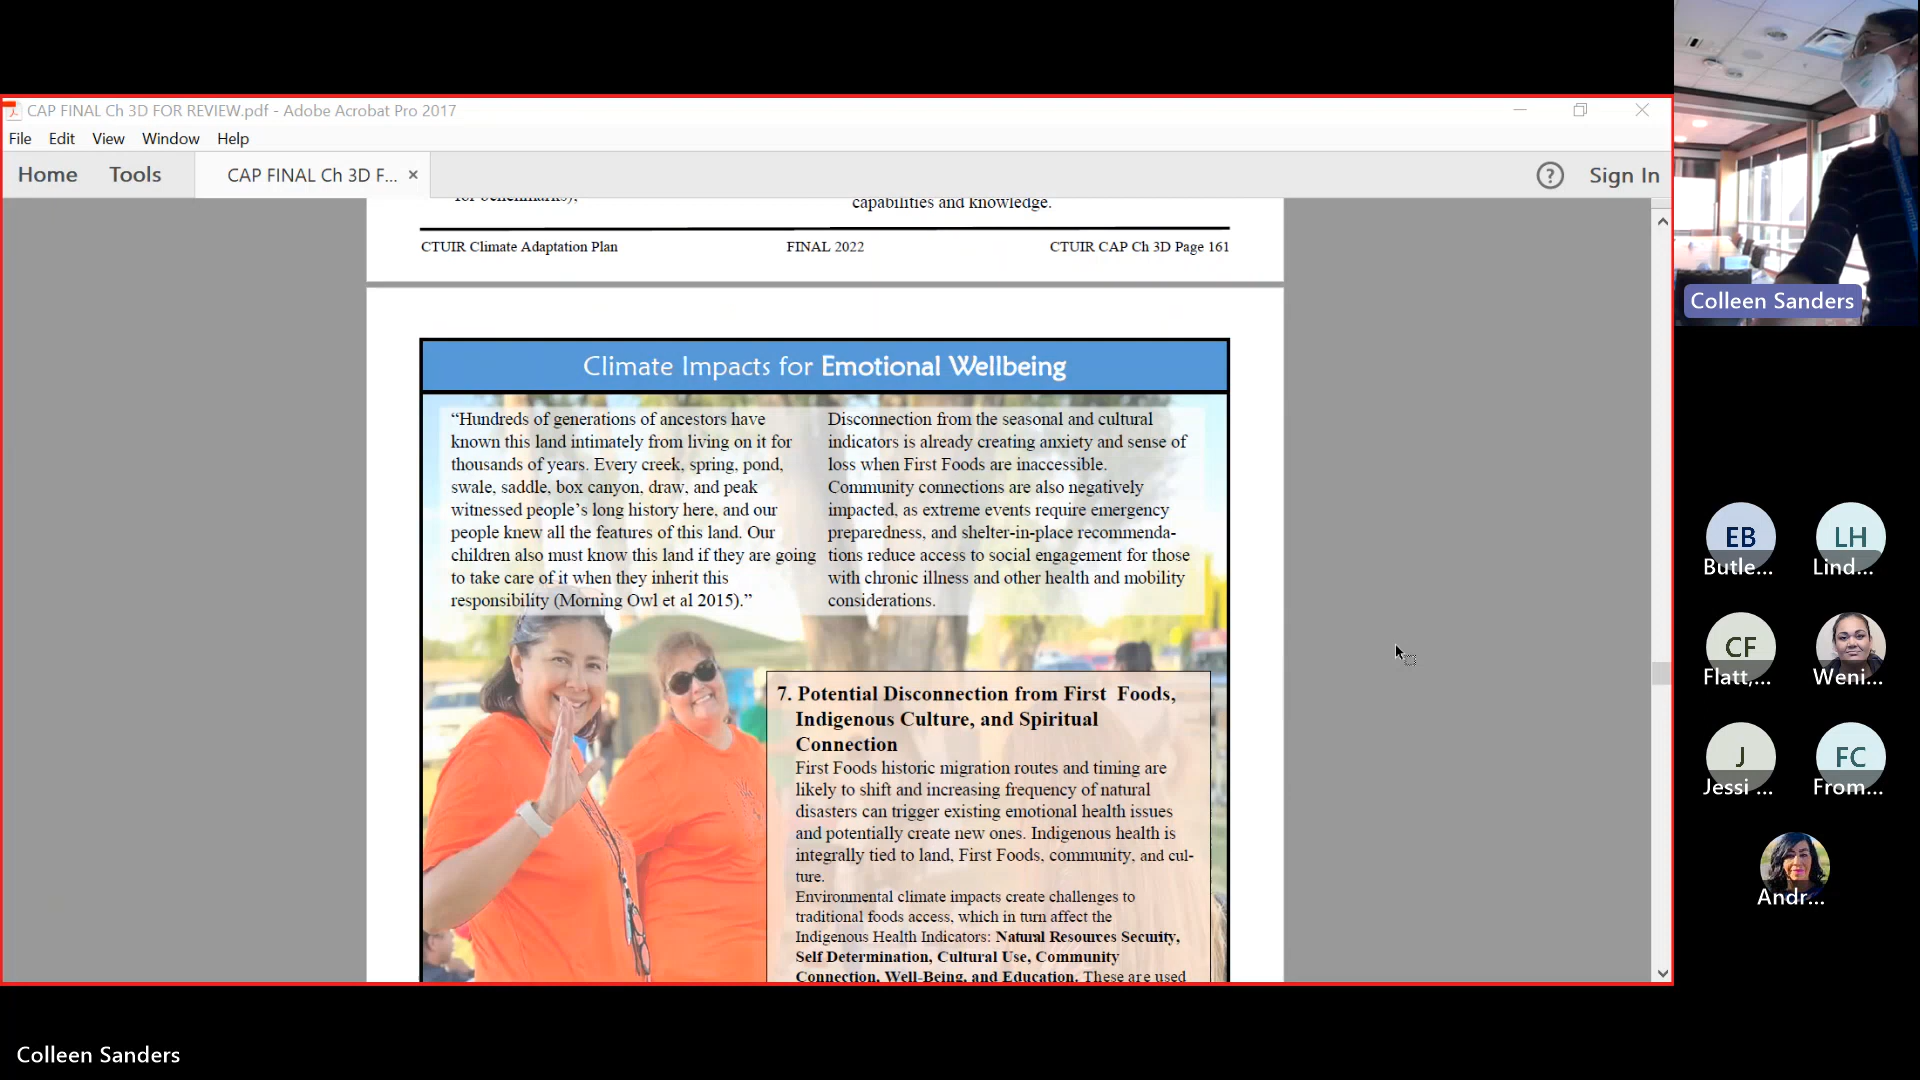 CAP FINAL Ch 3D FOR REVIEW.pdf - Adobe Acrobat Pro 2017
File Edit View Window Help
Home Tools CAP FINAL Ch 3D F... × ? Sign In
for benchmarks),
capabilities and knowledge.
CTUIR Climate Adaptation Plan FINAL 2022 CTUIR CAP Ch 3D Page 161
Climate Impacts for Emotional Wellbeing
“Hundreds of generations of ancestors have
known this land intimately from living on it for
thousands of years. Every creek, spring, pond,
swale, saddle, box canyon, draw, and peak
witnessed people’s long history here, and our
people knew all the features of this land. Our
children also must know this land if they are going
to take care of it when they inherit this
responsibility (Morning Owl et al 2015).”
Disconnection from the seasonal and cultural
indicators is already creating anxiety and sense of
loss when First Foods are inaccessible.
Community connections are also negatively
impacted, as extreme events require emergency
preparedness, and shelter-in-place recommenda-
tions reduce access to social engagement for those
with chronic illness and other health and mobility
considerations.
7. Potential Disconnection from First Foods,
Indigenous Culture, and Spiritual
Connection
First Foods historic migration routes and timing are
likely to shift and increasing frequency of natural
disasters can trigger existing emotional health issues
and potentially create new ones. Indigenous health is
integrally tied to land, First Foods, community, and cul-
ture.
Environmental climate impacts create challenges to
traditional foods access, which in turn affect the
Indigenous Health Indicators: Natural Resources Security,
Self Determination, Cultural Use, Community
Connection, Well-Being, and Education. These are used
Colleen Sanders
EB LH
Butle... Lind...
CF
Flatt,... Weni...
J FC
Jessi ... From...
Andr...
Colleen Sanders